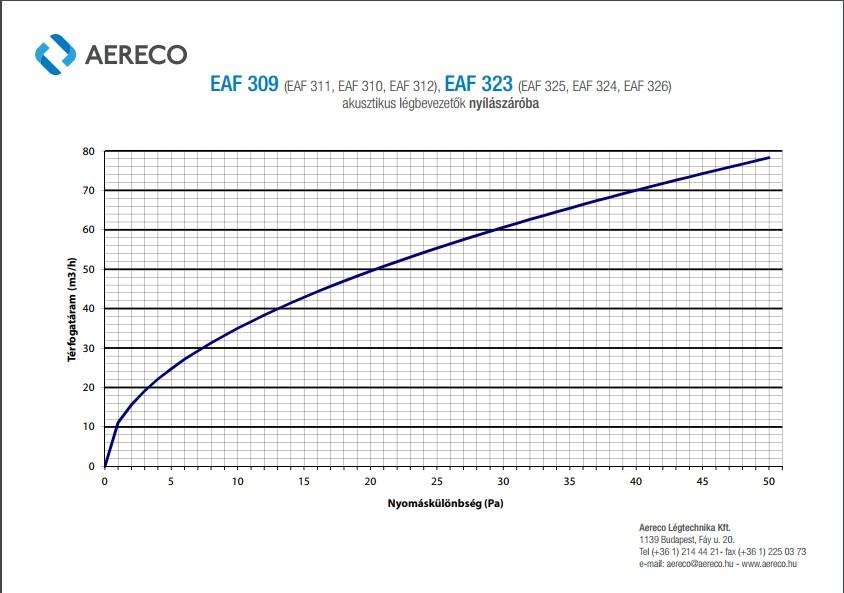 AERECO
EAF 309 (EAF 311, EAF 310, EAF 312), EAF 323 (EAF 325, EAF 324, EAF 326)
akusztikus légbevezetők nyílászáróba
80
70
60
50
40
30
20
10
0
Térfogatáram (m3/h)
0 5 10 15 20 25 30 35 40 45 50
Nyomáskülönbség (Pa)
Aereco Légtechnika Kft.
1139 Budapest, Fáy u. 20.
Tel (+36 1) 214 44 21- fax (+36 1) 225 03 73
e-mail: aereco@aereco.hu - www.aereco.hu